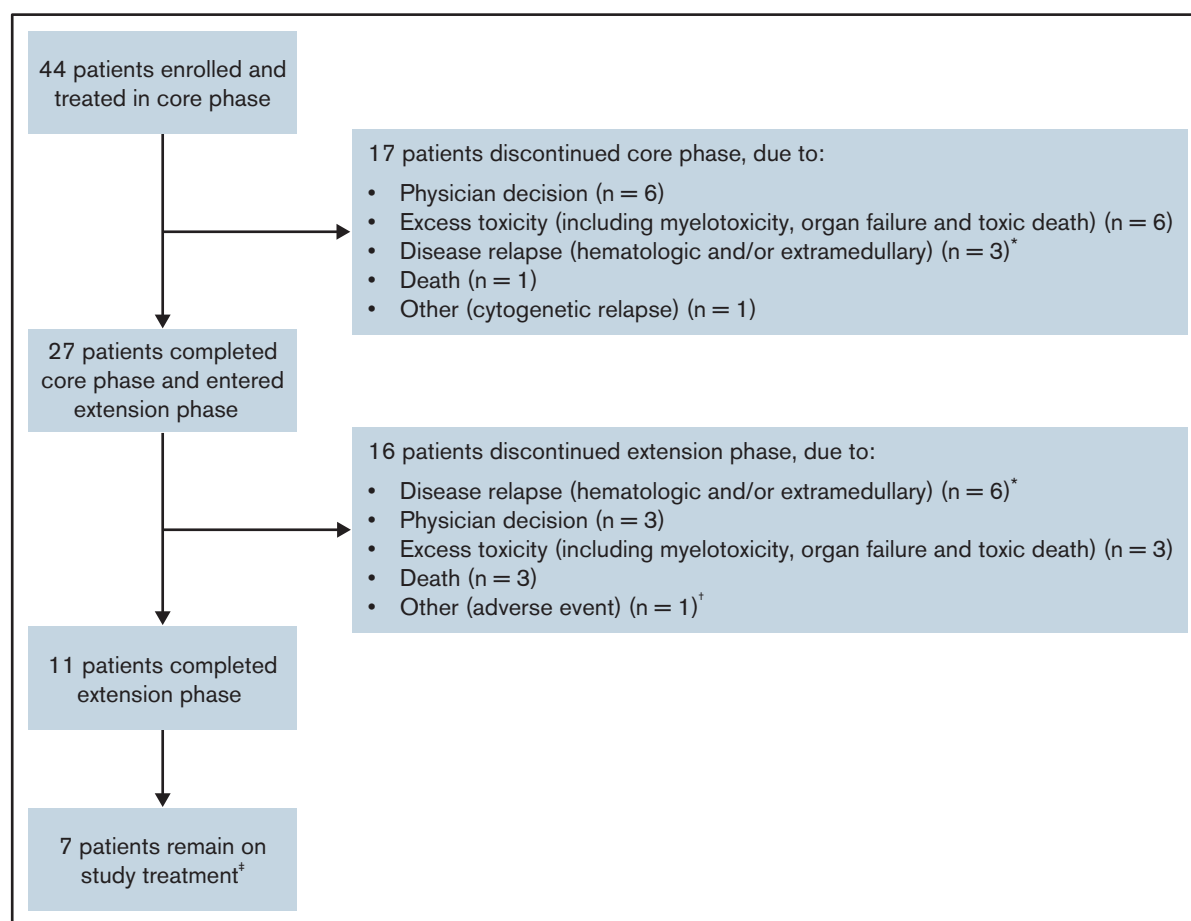 44 patients enrolled and
treated in core phase
17 patients discontinued core phase, due to:
• Physician decision (n = 6)
• Excess toxicity (including myelotoxicity, organ failure and toxic death) (n = 6)
• Disease relapse (hematologic and/or extramedullary) (n = 3)*
• Death (n = 1)
• Other (cytogenetic relapse) (n = 1)
27 patients completed
core phase and entered
extension phase
16 patients discontinued extension phase, due to:
• Disease relapse (hematologic and/or extramedullary) (n = 6)*
• Physician decision (n = 3)
• Excess toxicity (including myelotoxicity, organ failure and toxic death) (n = 3)
• Death (n = 3)
• Other (adverse event) (n = 1)†
11 patients completed
extension phase
7 patients remain on
study treatment‡